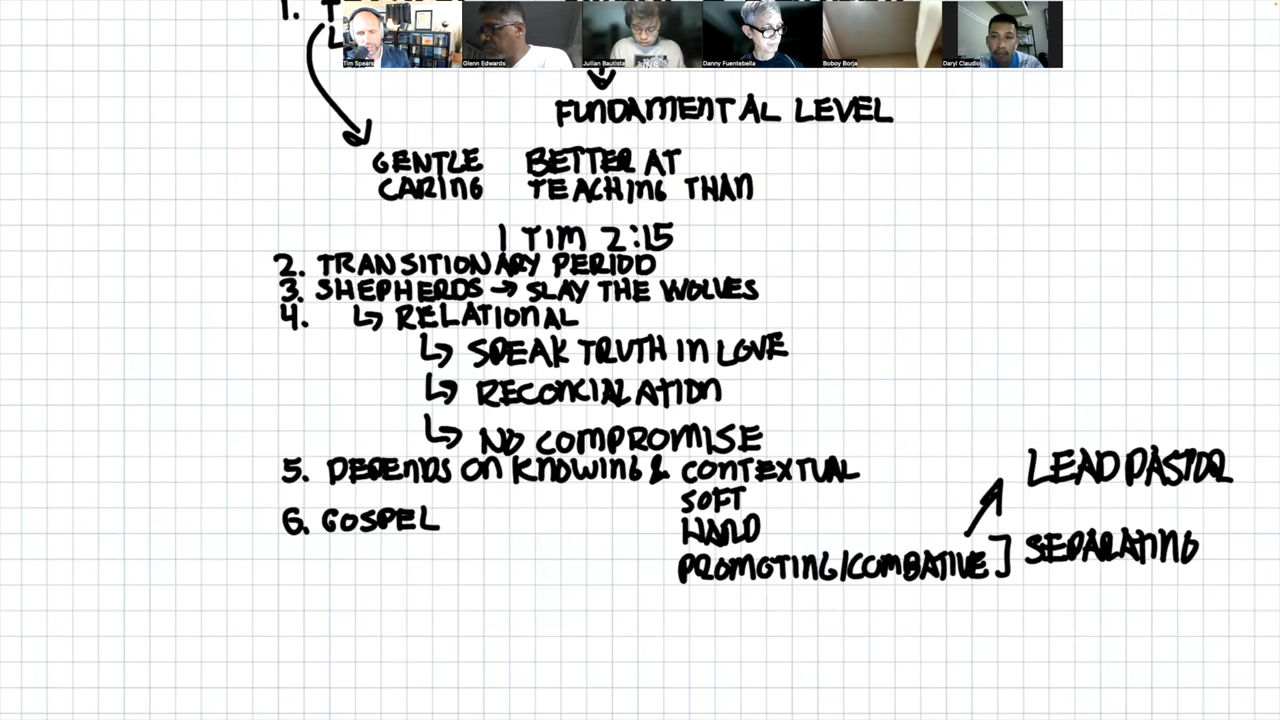 1.
Tim Spears
Glenn Edwards
Julian Bautista
Danny Fuentebella
Boboy Borja
Daryl Claudio
FUNDAMENTAL LEVEL
GENTLE BETTER AT
CARING TEACHING THAN
1 TIM 2:15
2. TRANSITIONARY PERIOD
3. SHEPHERDS → SLAY THE WOLVES
4. ↳ RELATIONAL
↳ SPEAK TRUTH IN LOVE
↳ RECONCIALATION
↳ NO COMPROMISE
5. DEPENDS ON KNOWING & CONTEXTUAL
LEAD PASTOR
SOFT
6. GOSPEL
HARD
PROMOTING/COMBATIVE ] SEPARATING